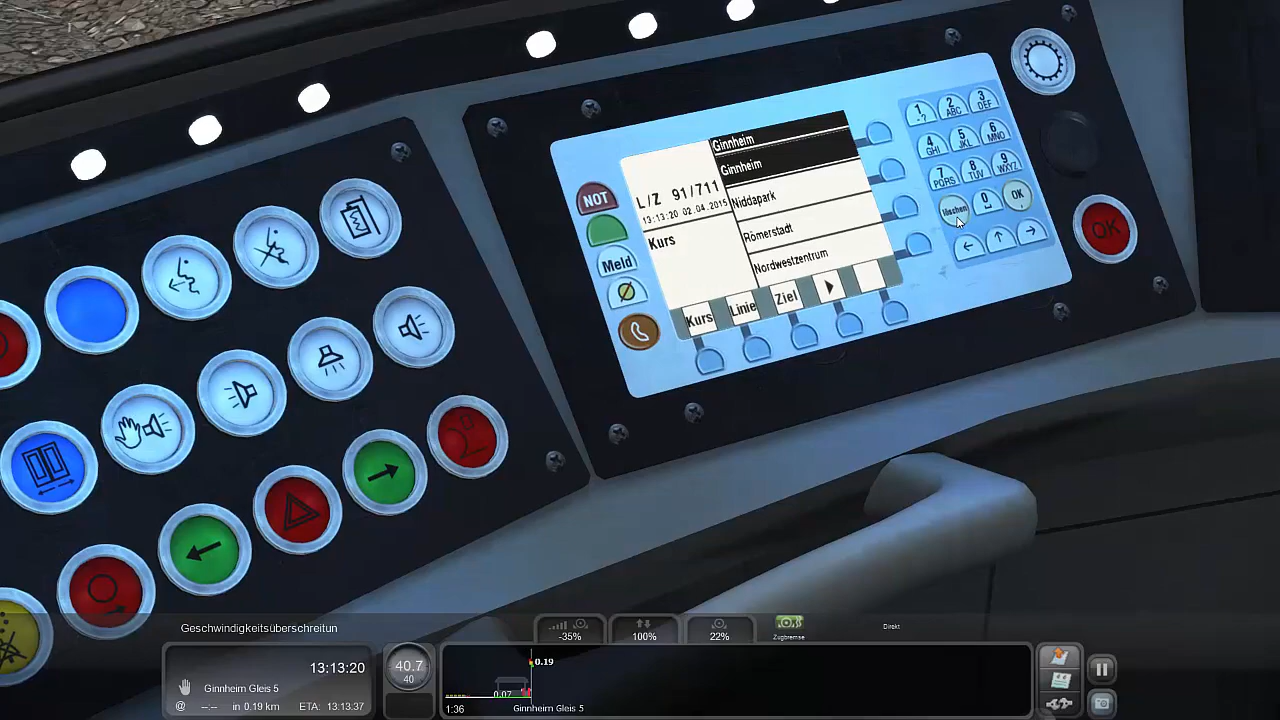 Ginnheim
Ginnheim
Niddapark
Römerstadt
Nordwestzentrum
L/Z 91/711
13:13:20 02.04.2015
Kurs
Kurs Linie Ziel
NOT
Meld
1
2 ABC
3 DEF
4 GHI
5 JKL
6 MNO
7 PQRS
8 TUV
9 WXYZ
löschen
0
OK
OK
Geschwindigkeitsüberschreitun
-35%
100%
22%
Zugbremse
Direkt
13:13:20
Ginnheim Gleis 5
@ --:-- in 0.19 km ETA: 13:13:37
40.7
40
0.19
0.07
1:36 Ginnheim Gleis 5